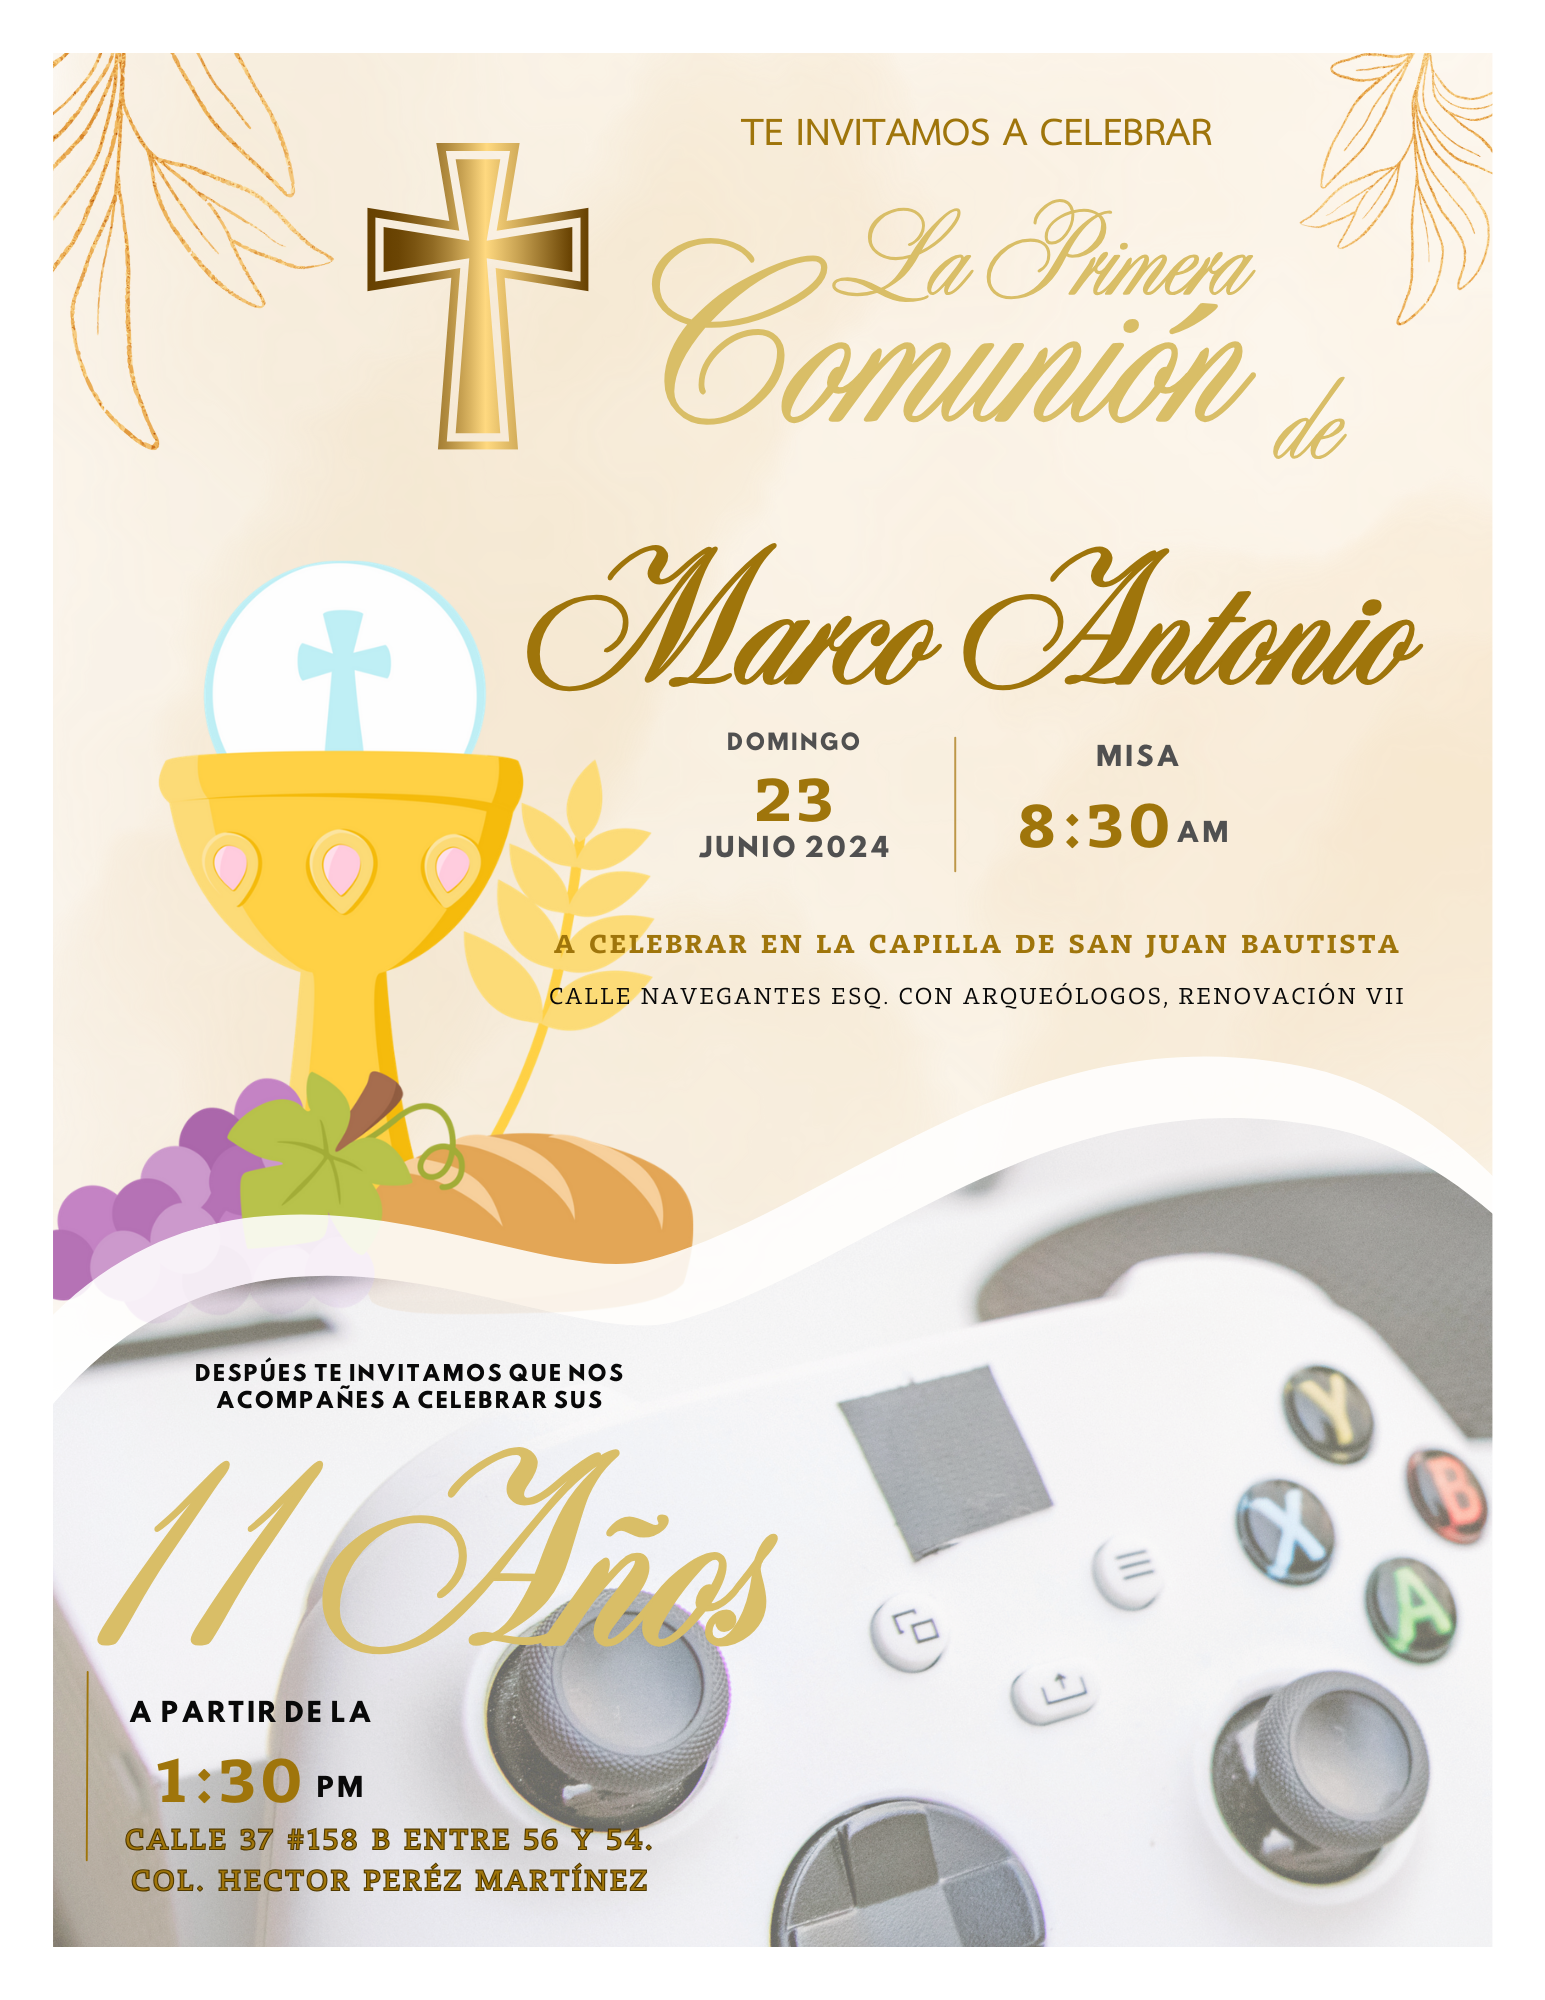 TE INVITAMOS A CELEBRAR
La Primera
Comunión
de
Marco Antonio
DOMINGO
23
JUNIO 2024
MISA
8:30 AM
A CELEBRAR EN LA CAPILLA DE SAN JUAN BAUTISTA
CALLE NAVEGANTES ESQ. CON ARQUEÓLOGOS, RENOVACIÓN VII
DESPÚES TE INVITAMOS QUE NOS
ACOMPAÑES A CELEBRAR SUS
11 Años
A PARTIR DE LA
1:30 PM
CALLE 37 #158 B ENTRE 56 Y 54.
COL. HECTOR PERÉZ MARTÍNEZ
Y
B
X
A